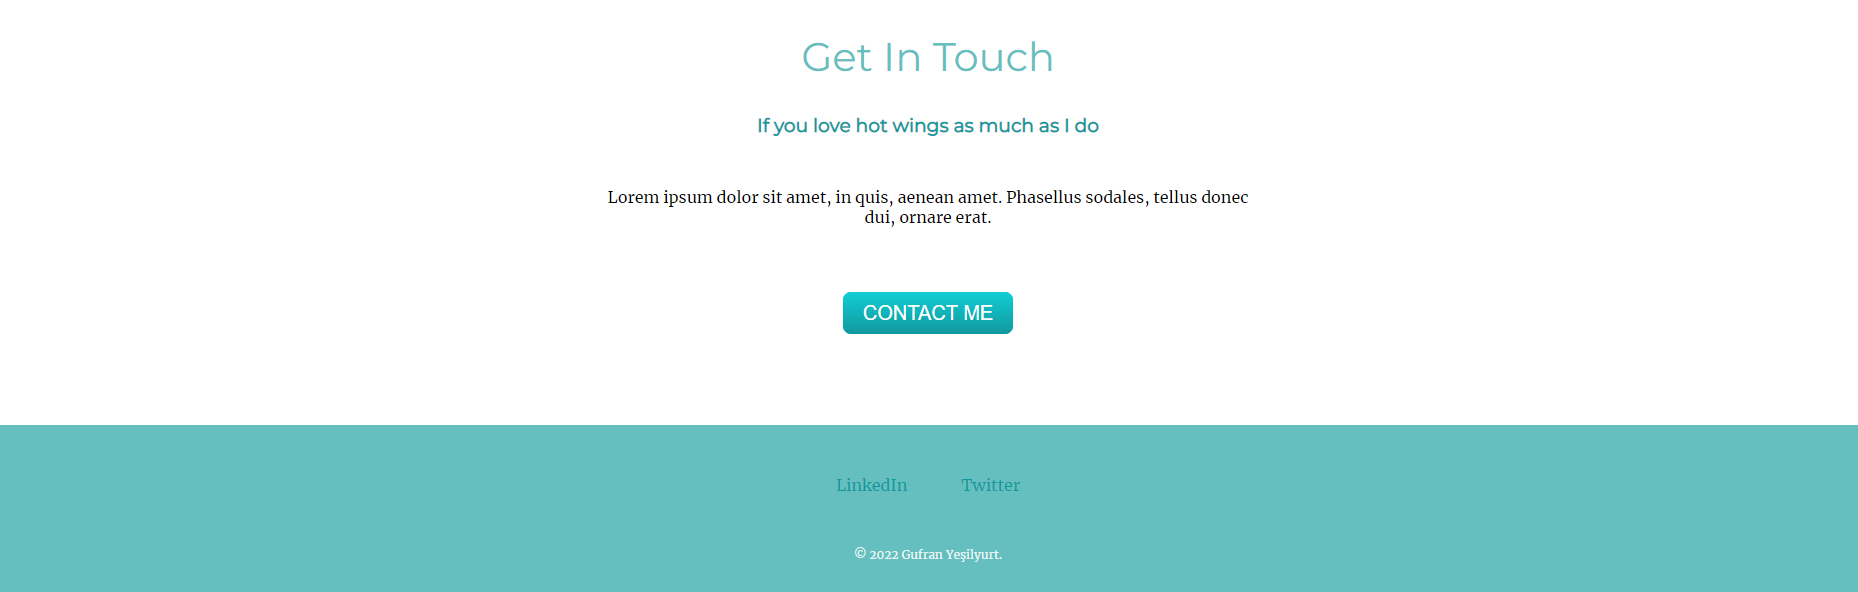 Get In Touch
If you love hot wings as much as I do
Lorem ipsum dolor sit amet, in quis, aenean amet. Phasellus sodales, tellus donec
dui, ornare erat.
CONTACT ME
LinkedIn Twitter
© 2022 Gufran Yeşilyurt.